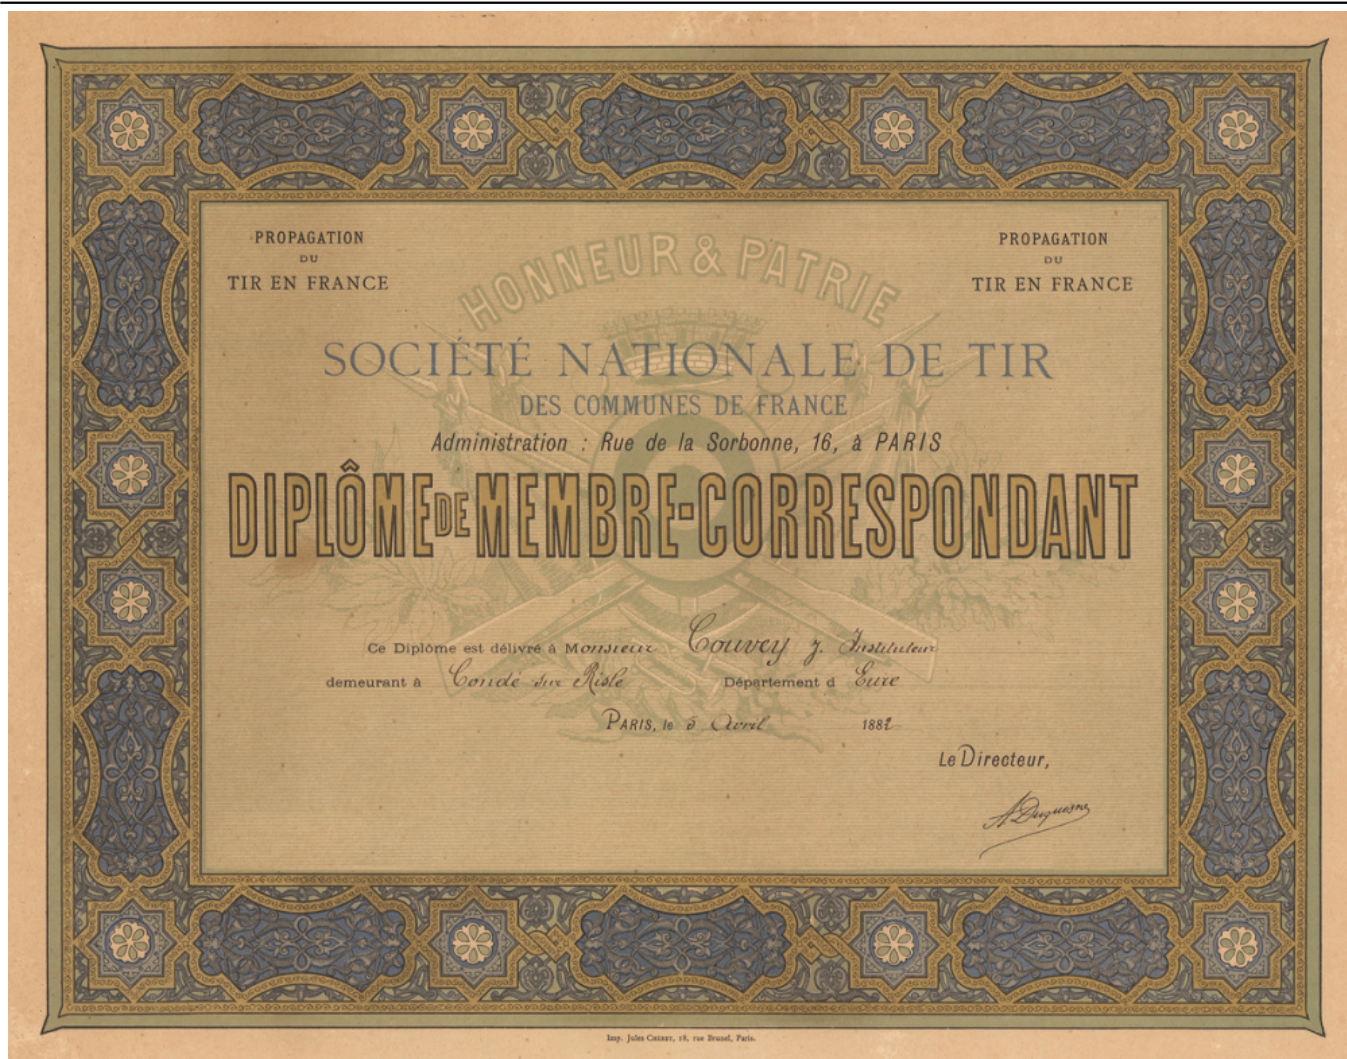 PROPAGATION
DU
TIR EN FRANCE
PROPAGATION
DU
TIR EN FRANCE
HONNEUR & PATRIE
SOCIÉTÉ NATIONALE DE TIR
DES COMMUNES DE FRANCE
Administration : Rue de la Sorbonne, 16, à PARIS
DIPLÔME DE MEMBRE-CORRESPONDANT
Ce Diplôme est délivré à Monsieur Couvey J. Instituteur
demeurant à Condé sur Risle Département d Eure
PARIS, le 5 Avril 1882
Le Directeur,
A Duquesne
Imp. Jules CHÉRET, 18, rue Brunel, Paris.